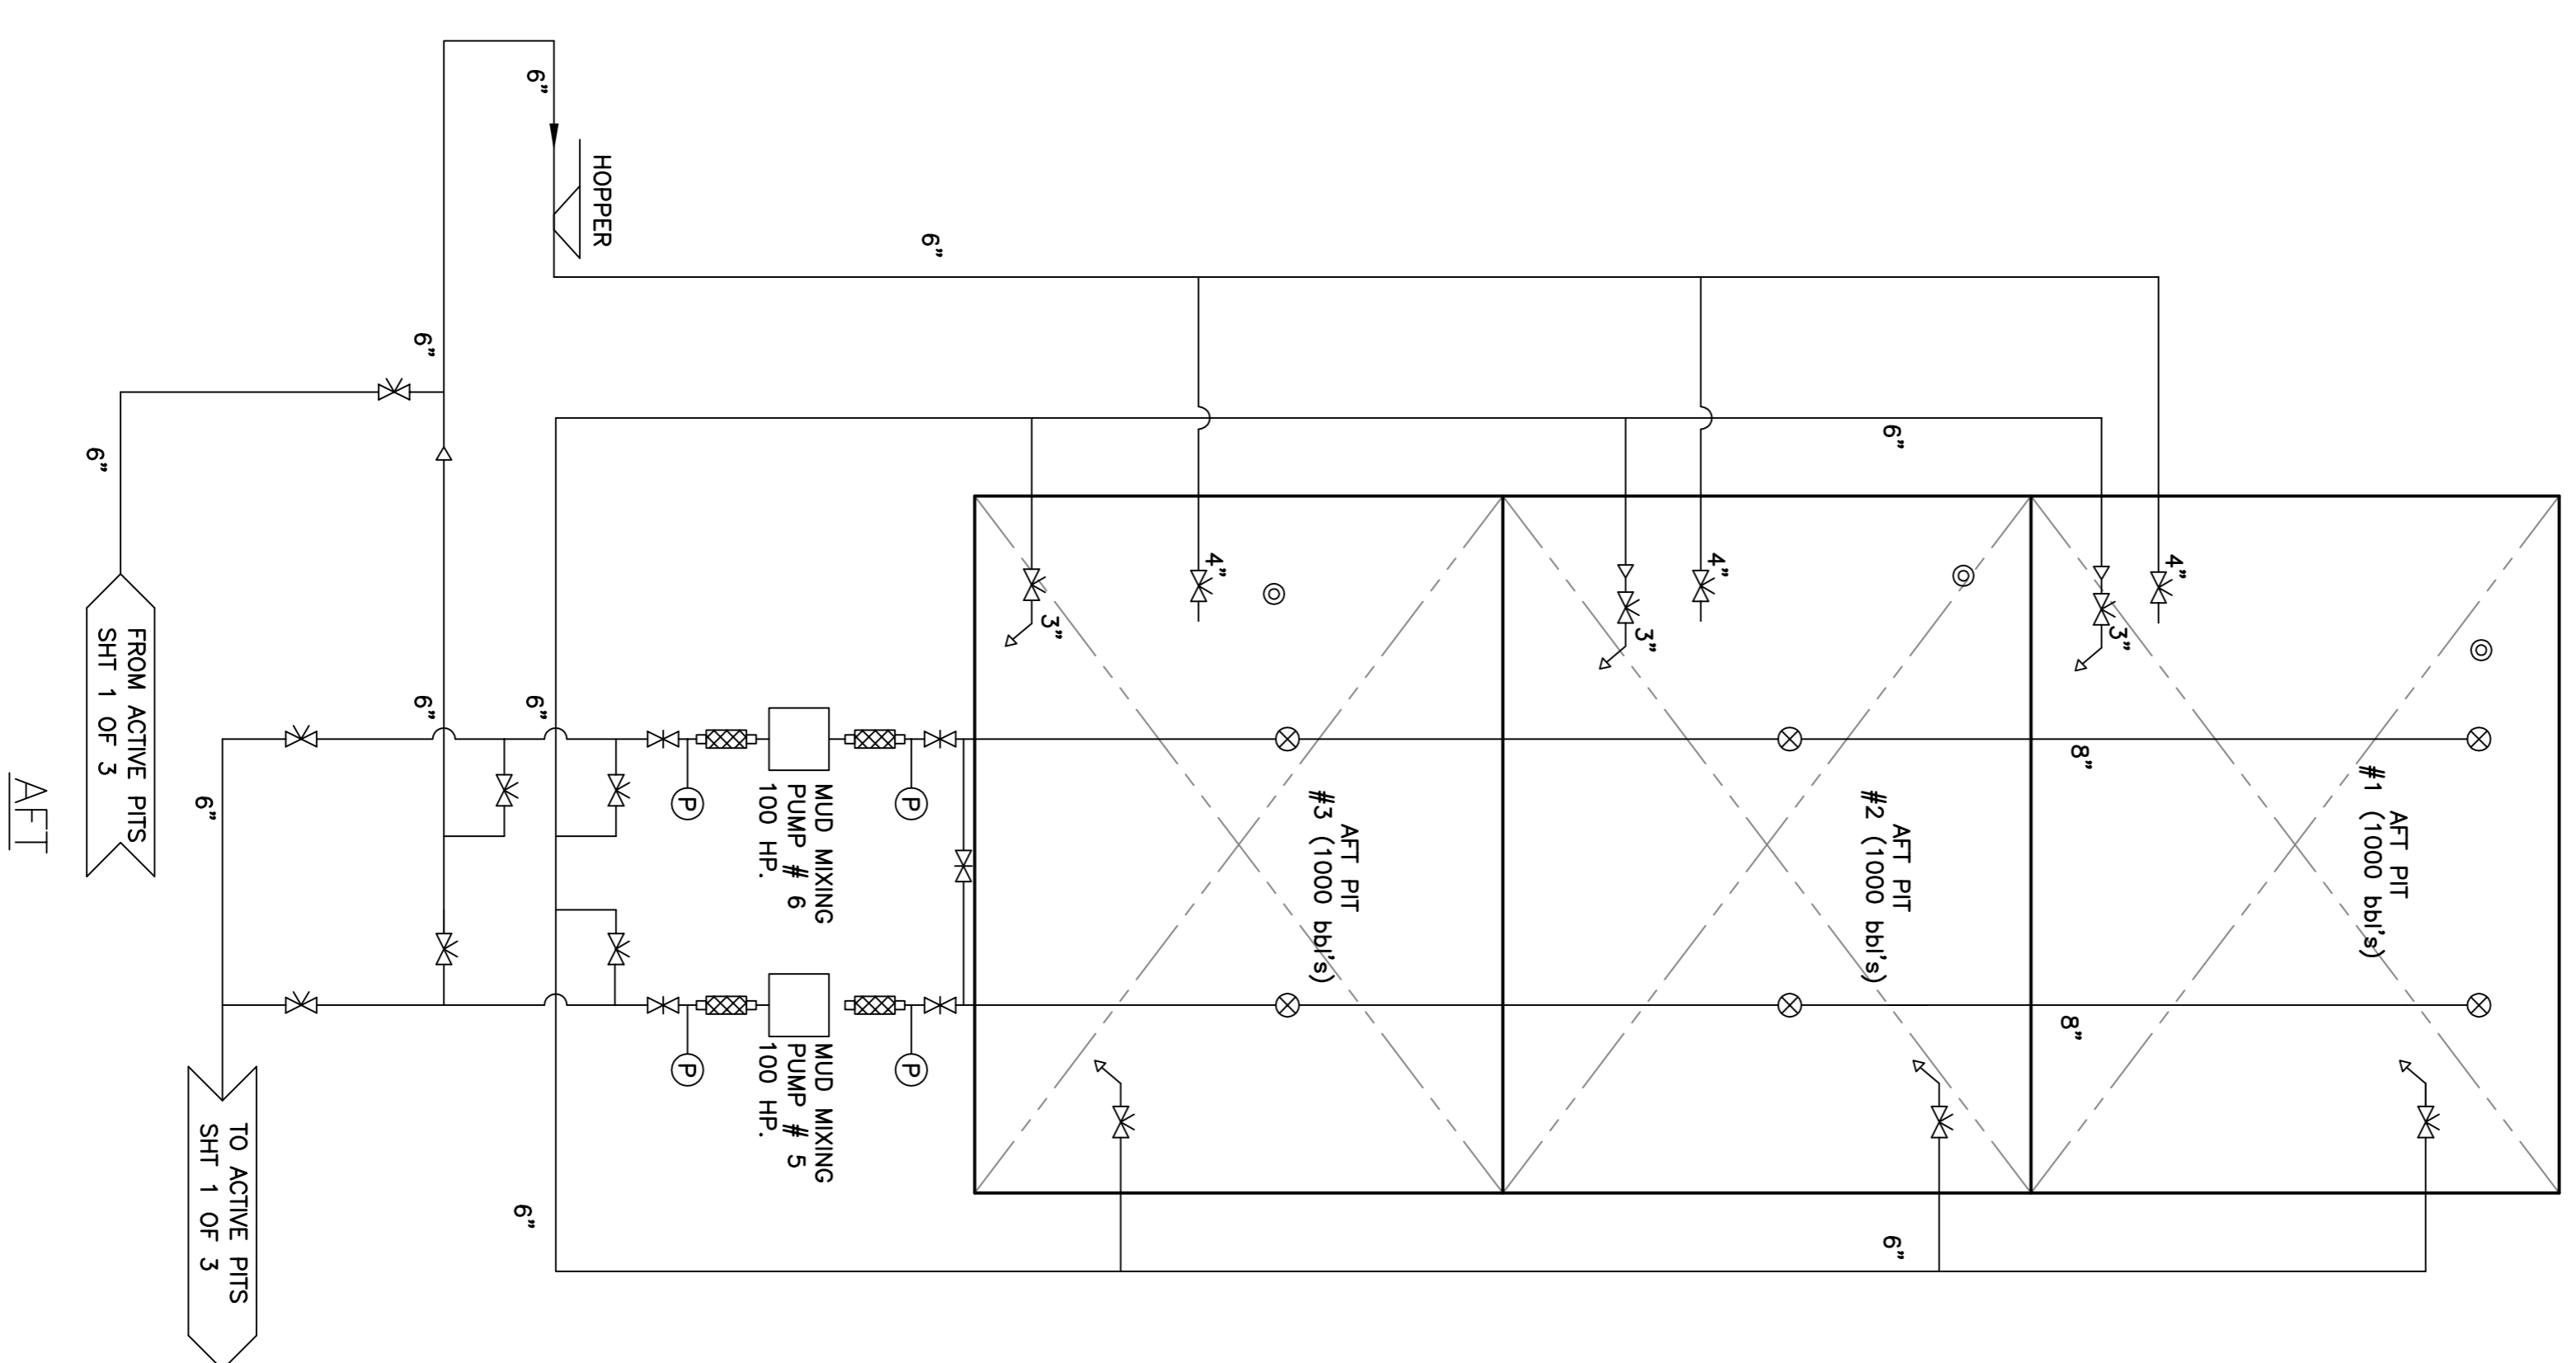 HOPPER
6”
6”
6”
6”
6”
FROM ACTIVE PITS
SHT 1 OF 3
AFT
6”
6”
6”
6”
TO ACTIVE PITS
SHT 1 OF 3
6”
6”
MUD MIXING
PUMP # 6
100 HP.
P
P
MUD MIXING
PUMP # 5
100 HP.
P
P
4”
3”
4”
3”
4”
3”
8”
8”
AFT PIT
#1 (1000 bbl's)
AFT PIT
#2 (1000 bbl's)
AFT PIT
#3 (1000 bbl's)